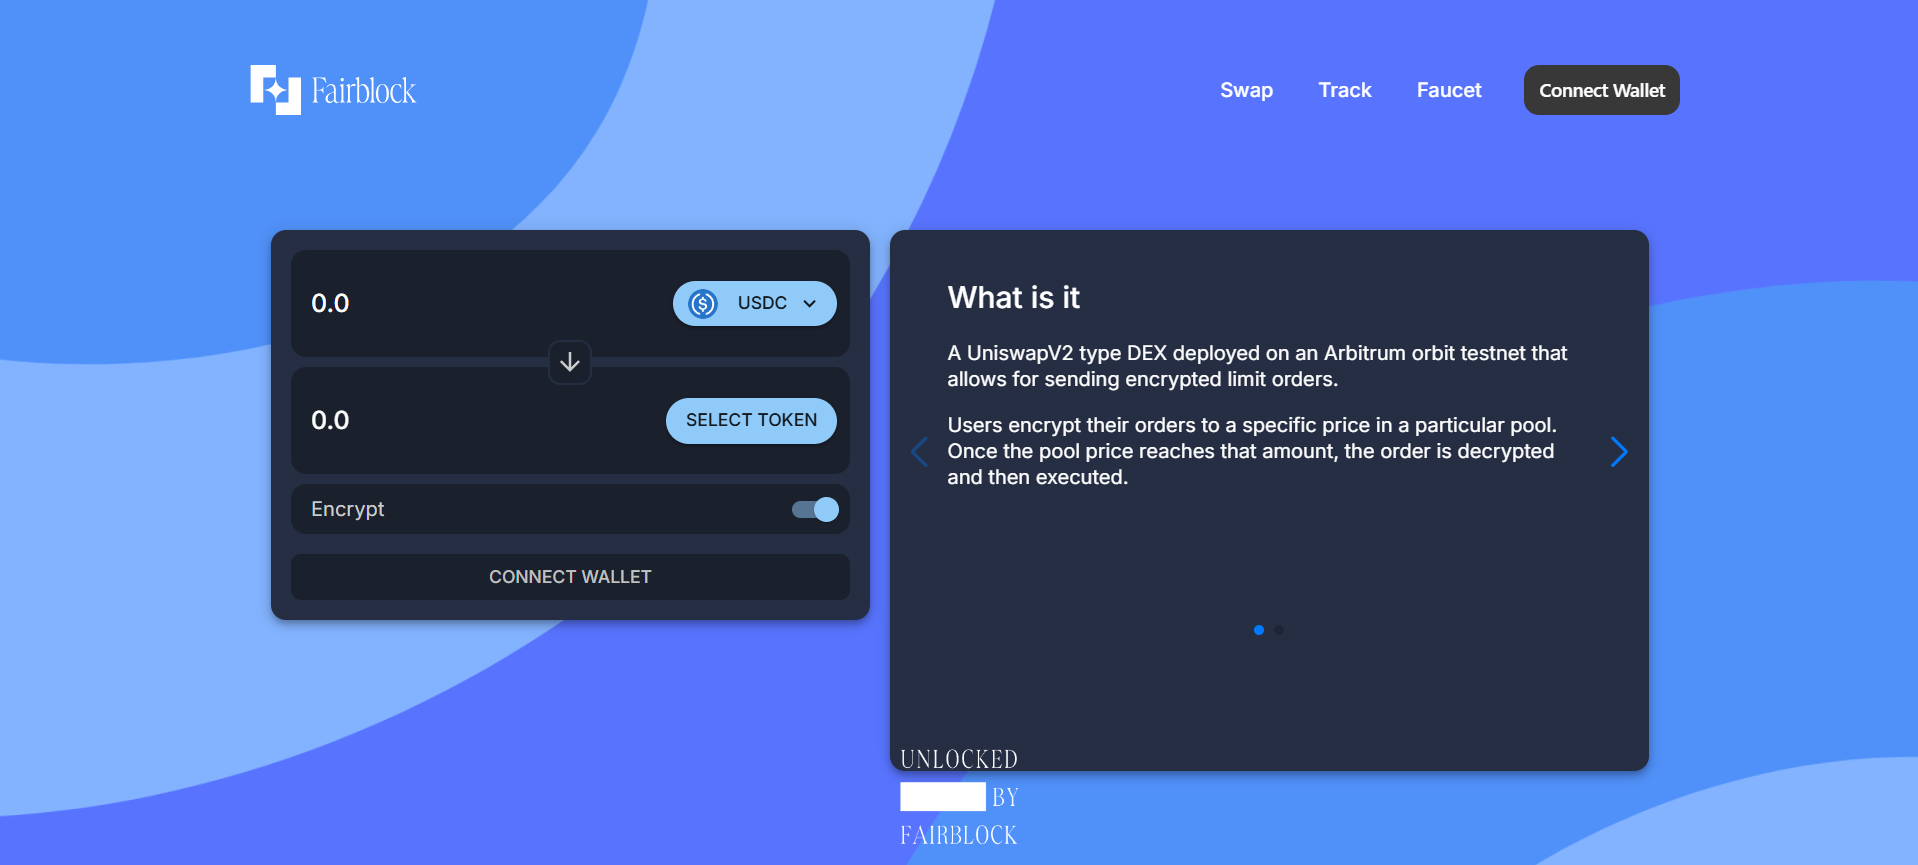 Fairblock
Swap
Track
Faucet
Connect Wallet
0.0
USDC
0.0
SELECT TOKEN
Encrypt
CONNECT WALLET
What is it
A UniswapV2 type DEX deployed on an Arbitrum orbit testnet that
allows for sending encrypted limit orders.
Users encrypt their orders to a specific price in a particular pool.
Once the pool price reaches that amount, the order is decrypted
and then executed.
UNLOCKED
BY
FAIRBLOCK